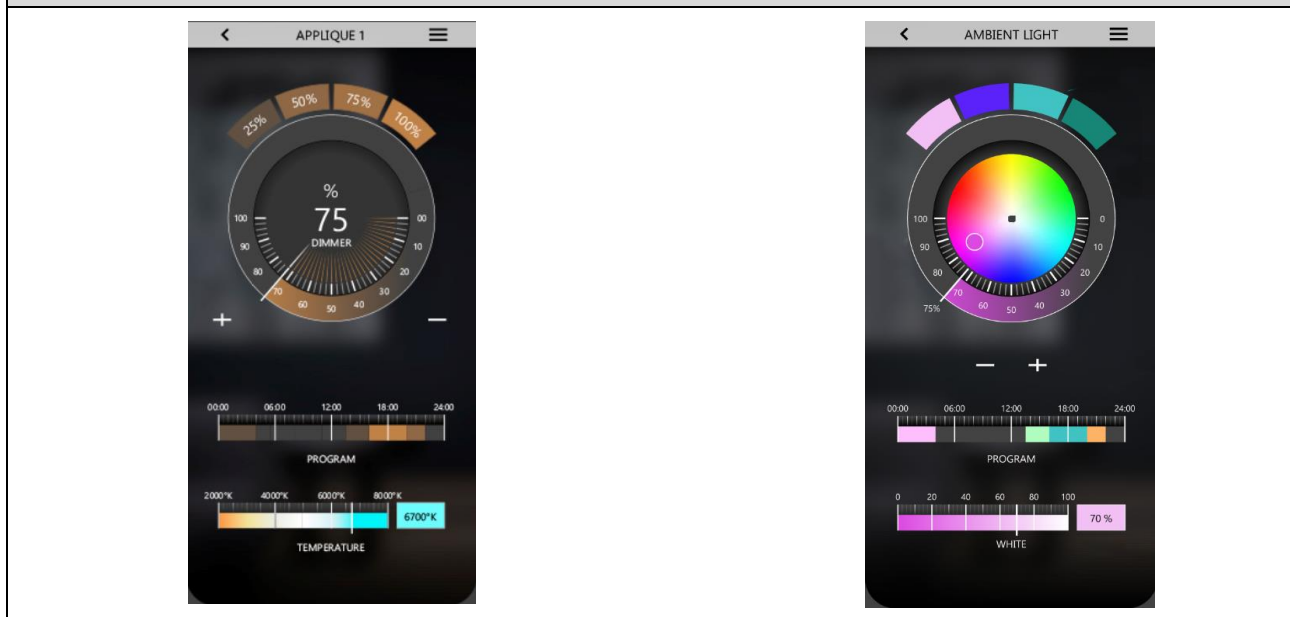 APPLIQUE 1
25% 50% 75% 100%
%
75
DIMMER
100 90 80 70 60 50 40 30 20 10 00
+ −
00:00 06:00 12:00 18:00 24:00
PROGRAM
2000°K 4000°K 6000°K 8000°K
6700°K
TEMPERATURE
AMBIENT LIGHT
100 90 80 70 60 50 40 30 20 10 0
75%
− +
00:00 06:00 12:00 18:00 24:00
PROGRAM
0 20 40 60 80 100
70 %
WHITE